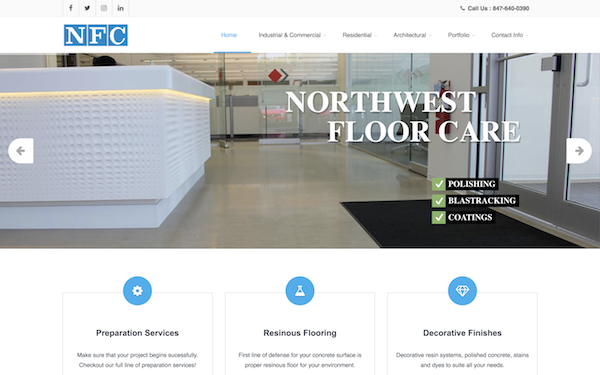 Call Us : 847-640-0390
NFC
Home Industrial & Commercial Residential Architectural Portfolio Contact Info
NORTHWEST
FLOOR CARE
POLISHING
BLASTRACKING
COATINGS
Preparation Services
Make sure that your project begins sucessfully.
Checkout our full line of preparation services!
Resinous Flooring
First line of defense for your concrete surface is
proper resinous floor for your environment.
Decorative Finishes
Decorative resin systems, polished concrete, stains
and dyes to suite all your needs.